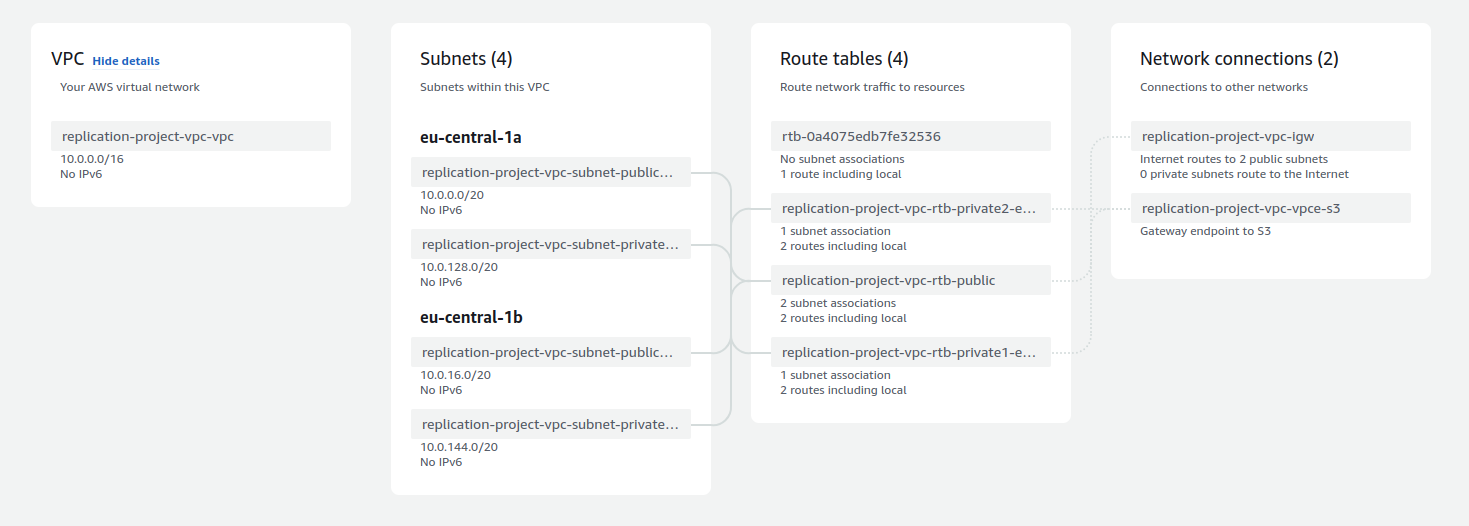 VPC Hide details
Your AWS virtual network
replication-project-vpc-vpc
10.0.0.0/16
No IPv6
Subnets (4)
Subnets within this VPC
eu-central-1a
replication-project-vpc-subnet-public...
10.0.0.0/20
No IPv6
replication-project-vpc-subnet-private...
10.0.128.0/20
No IPv6
eu-central-1b
replication-project-vpc-subnet-public...
10.0.16.0/20
No IPv6
replication-project-vpc-subnet-private...
10.0.144.0/20
No IPv6
Route tables (4)
Route network traffic to resources
rtb-0a4075edb7fe32536
No subnet associations
1 route including local
replication-project-vpc-rtb-private2-e...
1 subnet association
2 routes including local
replication-project-vpc-rtb-public
2 subnet associations
2 routes including local
replication-project-vpc-rtb-private1-e...
1 subnet association
2 routes including local
Network connections (2)
Connections to other networks
replication-project-vpc-igw
Internet routes to 2 public subnets
0 private subnets route to the Internet
replication-project-vpc-vpce-s3
Gateway endpoint to S3